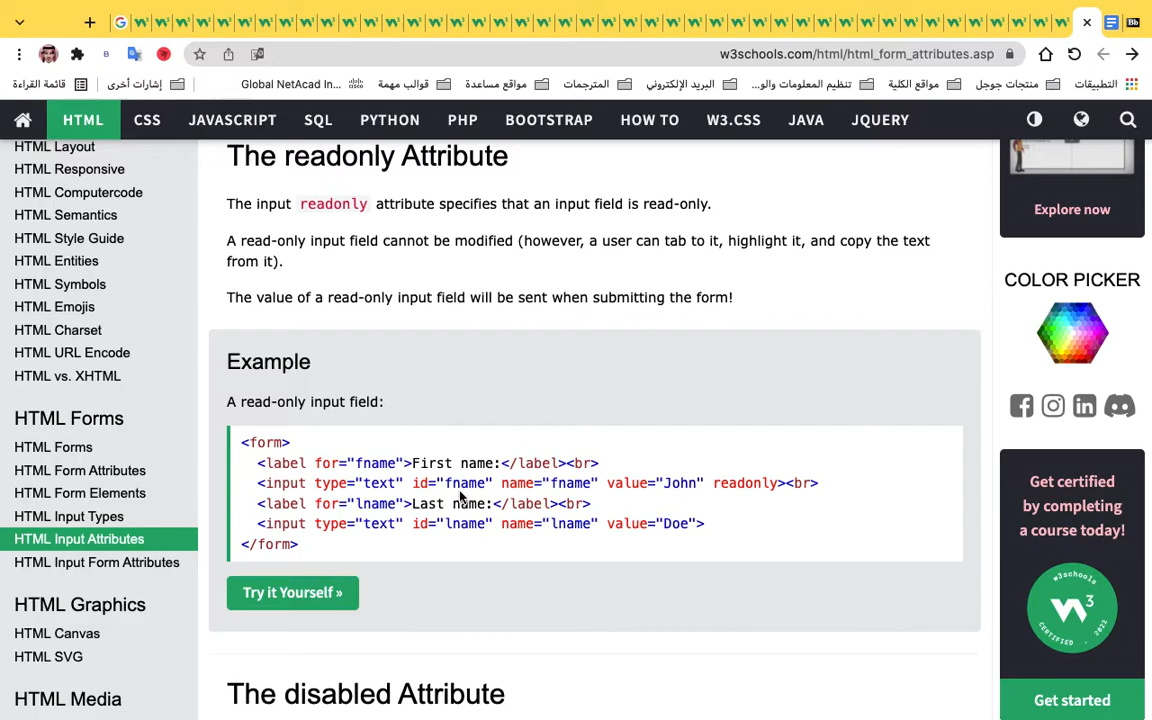 w3schools.com/html/html_form_attributes.asp
التطبيقات
منتجات جوجل
مواقع الكلية
تنظيم المعلومات والو...
البريد الإلكتروني
المترجمات
مواقع مساعدة
قوالب مهمة
Global NetAcad In...
إشارات أخرى
قائمة القراءة
HTML CSS JAVASCRIPT SQL PYTHON PHP BOOTSTRAP HOW TO W3.CSS JAVA JQUERY
HTML Layout
HTML Responsive
HTML Computercode
HTML Semantics
HTML Style Guide
HTML Entities
HTML Symbols
HTML Emojis
HTML Charset
HTML URL Encode
HTML vs. XHTML
HTML Forms
HTML Forms
HTML Form Attributes
HTML Form Elements
HTML Input Types
HTML Input Attributes
HTML Input Form Attributes
HTML Graphics
HTML Canvas
HTML SVG
HTML Media
The readonly Attribute
The input readonly attribute specifies that an input field is read-only.
A read-only input field cannot be modified (however, a user can tab to it, highlight it, and copy the text
from it).
The value of a read-only input field will be sent when submitting the form!
Example
A read-only input field:
<form>
<label for="fname">First name:</label><br>
<input type="text" id="fname" name="fname" value="John" readonly><br>
<label for="lname">Last name:</label><br>
<input type="text" id="lname" name="lname" value="Doe">
</form>
Try it Yourself »
The disabled Attribute
Explore now
COLOR PICKER
Get certified
by completing
a course today!
w3schools
W3
CERTIFIED . 2022
Get started